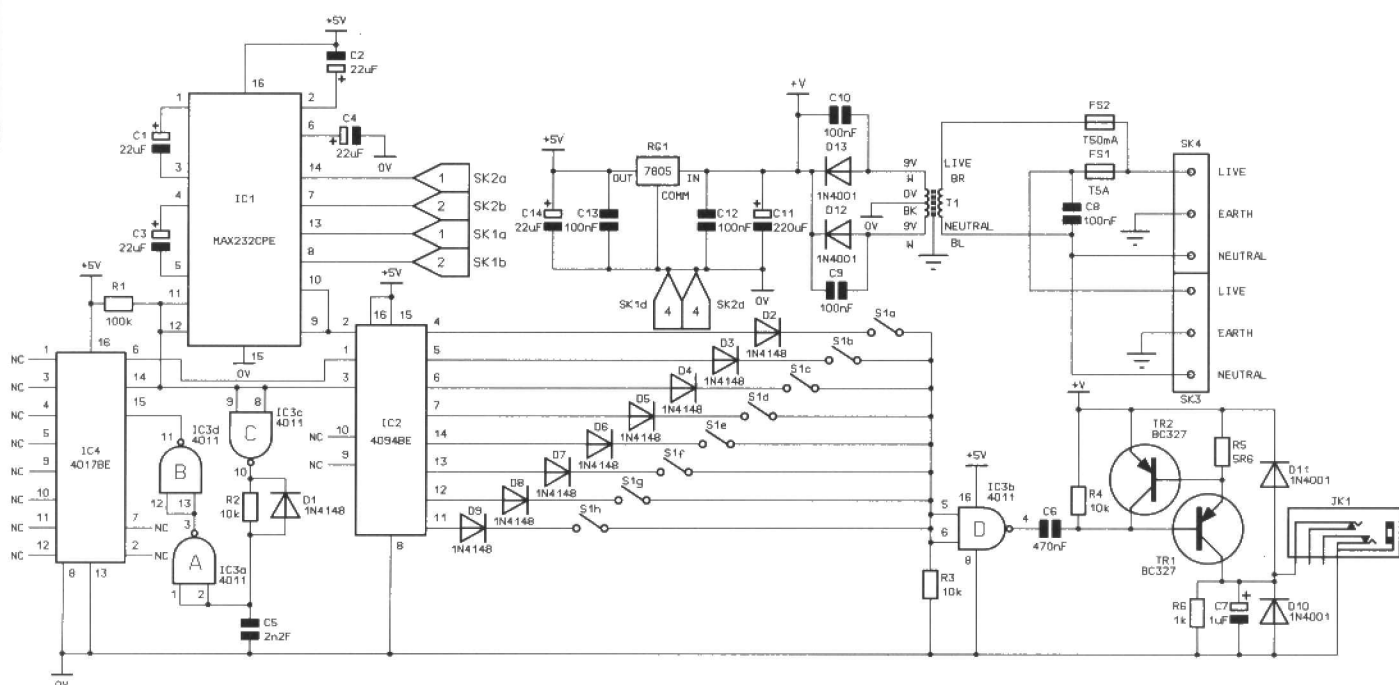 +5V
C2
22uF
16
1
2
C1
22uF
6
C4
22uF
0V
3
14
1
SK2a
IC1
4
7
2
SK2b
MAX232CPE
C3
22uF
13
1
SK1a
5
8
2
SK1b
+5V
R1
100k
11
10
12
9
15
0V
+5V
C14
22uF
C13
100nF
OUT
RG1
7805
IN
COMM
C12
100nF
C11
220uF
0V
SK1d
4
4
SK2d
+V
C10
100nF
D13
1N4001
D12
1N4001
C9
100nF
9V
W
0V
BK
9V
W
0V
LIVE
BR
T1
NEUTRAL
BL
FS2
T50mA
FS1
T5A
C8
100nF
SK4
LIVE
EARTH
NEUTRAL
LIVE
EARTH
NEUTRAL
SK3
+5V
16
15
2
1
3
IC2
4094BE
NC
10
NC
9
8
4
D2
1N4148
S1a
5
D3
1N4148
S1b
6
D4
1N4148
S1c
7
D5
1N4148
S1d
14
D6
1N4148
S1e
13
D7
1N4148
S1f
12
D8
1N4148
S1g
11
D9
1N4148
S1h
NC
1
16
6
NC
3
14
NC
4
15
NC
5
IC4
4017BE
NC
9
NC
10
NC
11
7
NC
NC
12
2
NC
8
13
0V
IC3d
4011
11
B
12
13
3
A
IC3a
4011
1
2
9
8
IC3c
4011
C
10
R2
10k
D1
1N4148
C5
2n2F
+5V
16
IC3b
4011
5
6
D
4
8
R3
10k
C6
470nF
+V
R4
10k
TR2
BC327
R5
5R6
TR1
BC327
D11
1N4001
JK1
R6
1k
C7
1uF
D10
1N4001